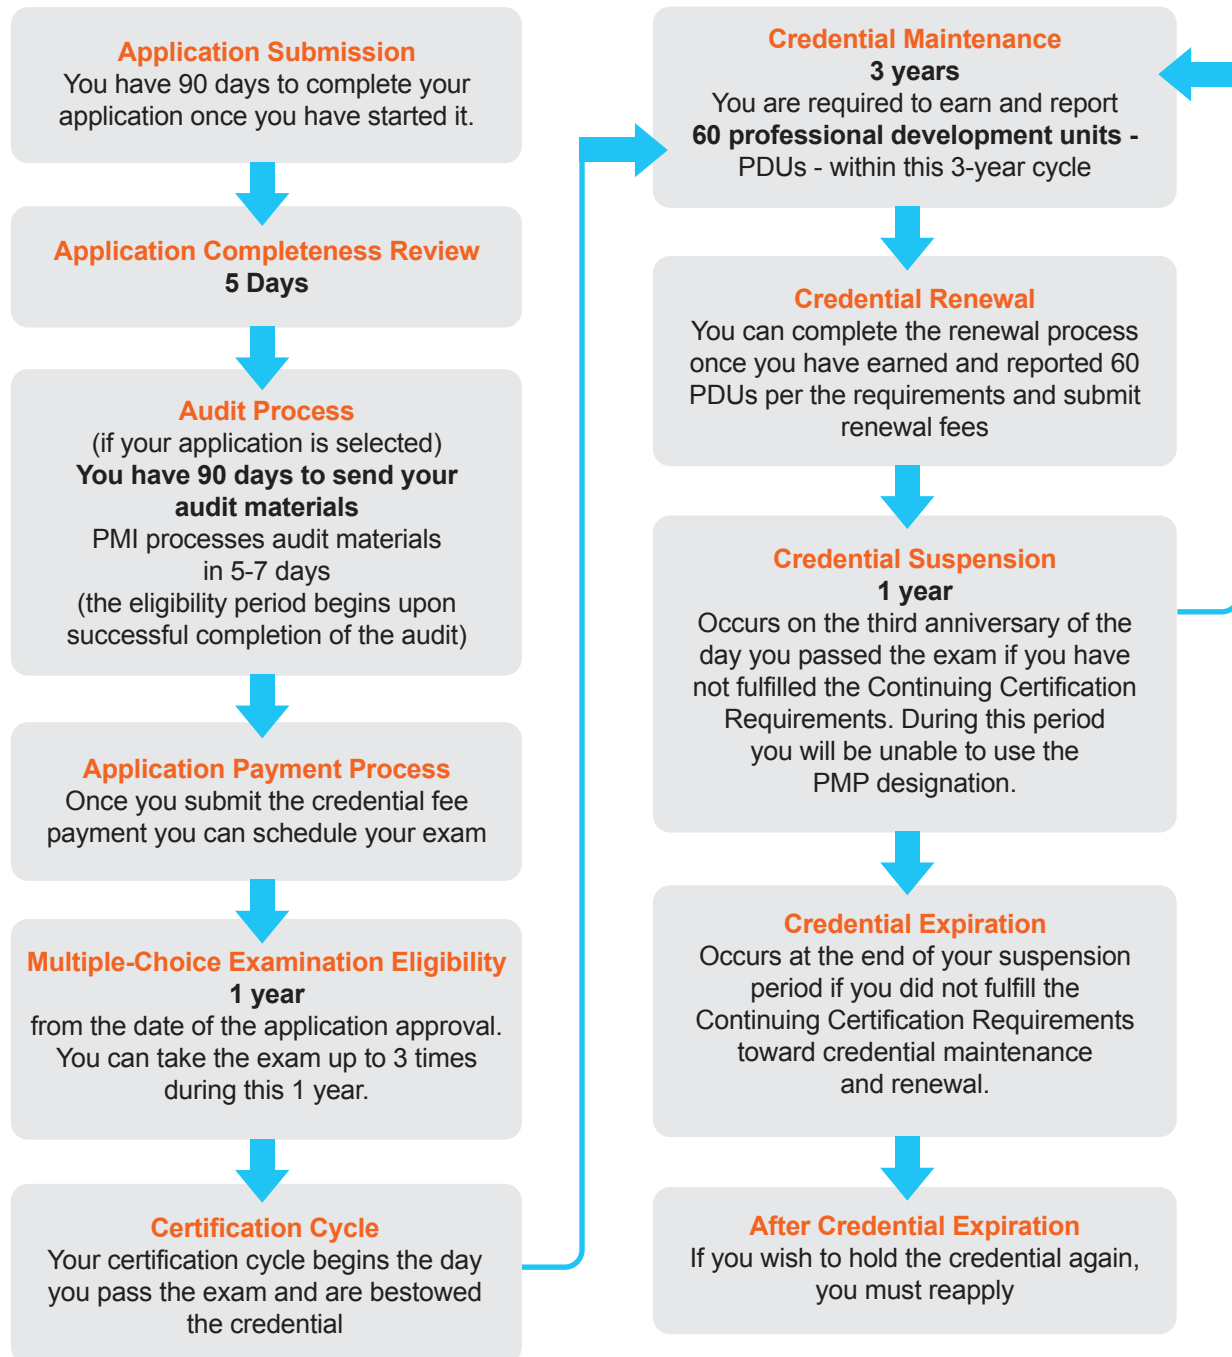 Application Submission
You have 90 days to complete your
application once you have started it.
Application Completeness Review
5 Days
Audit Process
(if your application is selected)
You have 90 days to send your
audit materials
PMI processes audit materials
in 5-7 days
(the eligibility period begins upon
successful completion of the audit)
Application Payment Process
Once you submit the credential fee
payment you can schedule your exam
Multiple-Choice Examination Eligibility
1 year
from the date of the application approval.
You can take the exam up to 3 times
during this 1 year.
Certification Cycle
Your certification cycle begins the day
you pass the exam and are bestowed
the credential
Credential Maintenance
3 years
You are required to earn and report
60 professional development units -
PDUs - within this 3-year cycle
Credential Renewal
You can complete the renewal process
once you have earned and reported 60
PDUs per the requirements and submit
renewal fees
Credential Suspension
1 year
Occurs on the third anniversary of the
day you passed the exam if you have
not fulfilled the Continuing Certification
Requirements. During this period
you will be unable to use the
PMP designation.
Credential Expiration
Occurs at the end of your suspension
period if you did not fulfill the
Continuing Certification Requirements
toward credential maintenance
and renewal.
After Credential Expiration
If you wish to hold the credential again,
you must reapply